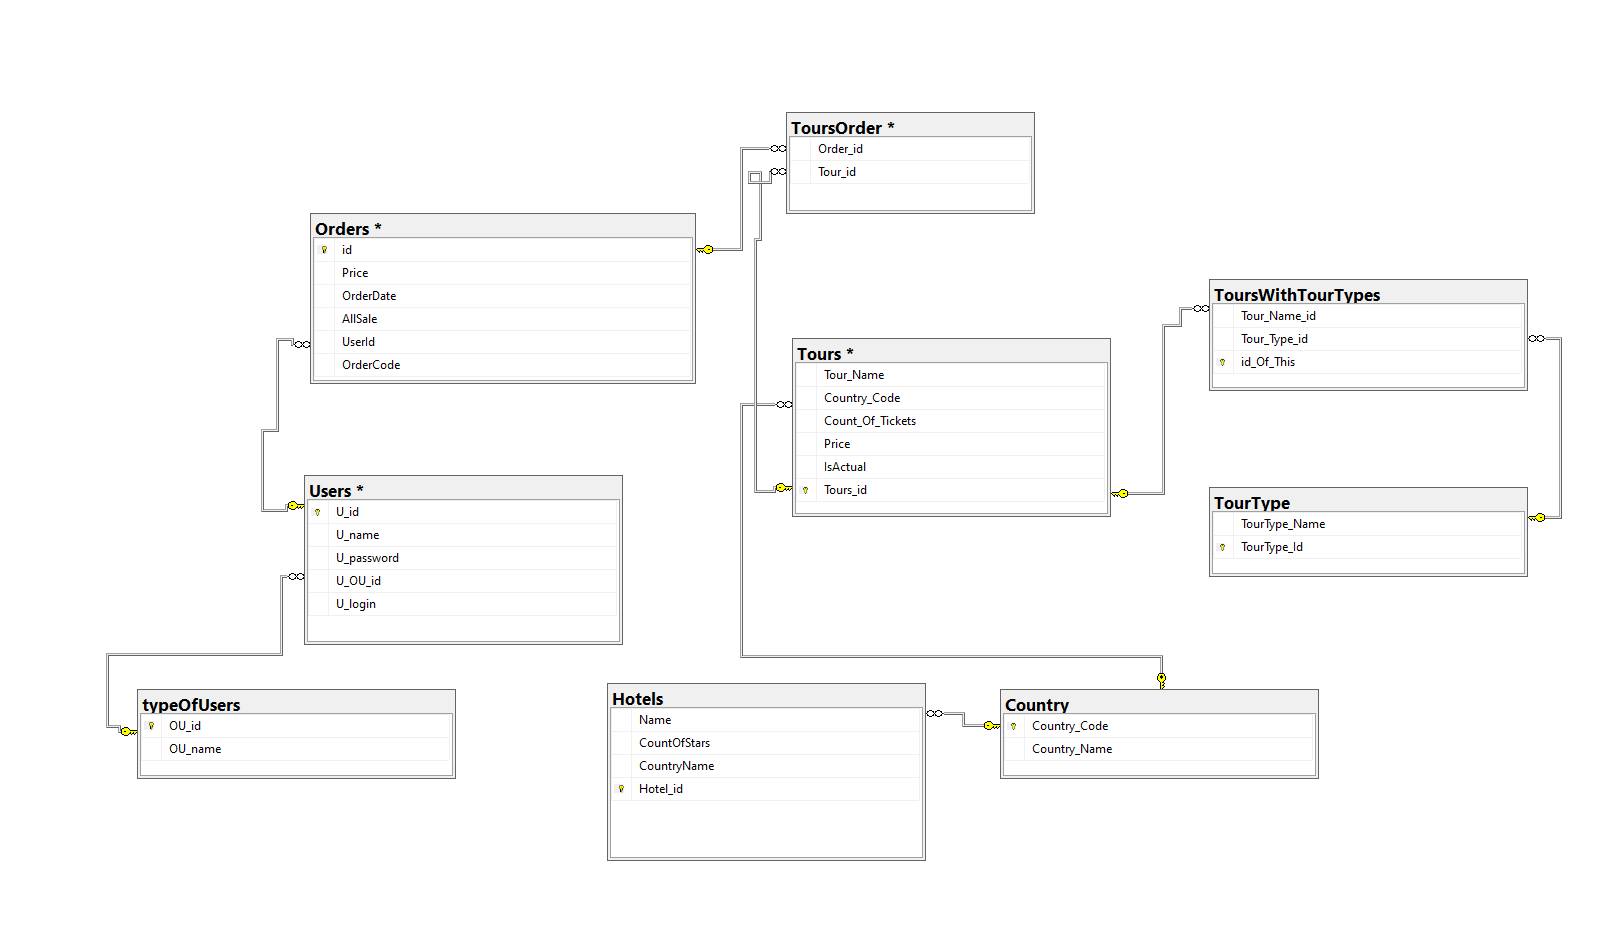 ToursOrder *
Order_id
Tour_id
Orders *
id
Price
OrderDate
AllSale
UserId
OrderCode
ToursWithTourTypes
Tour_Name_id
Tour_Type_id
id_Of_This
Tours *
Tour_Name
Country_Code
Count_Of_Tickets
Price
IsActual
Tours_id
Users *
U_id
U_name
U_password
U_OU_id
U_login
TourType
TourType_Name
TourType_Id
typeOfUsers
OU_id
OU_name
Hotels
Name
CountOfStars
CountryName
Hotel_id
Country
Country_Code
Country_Name